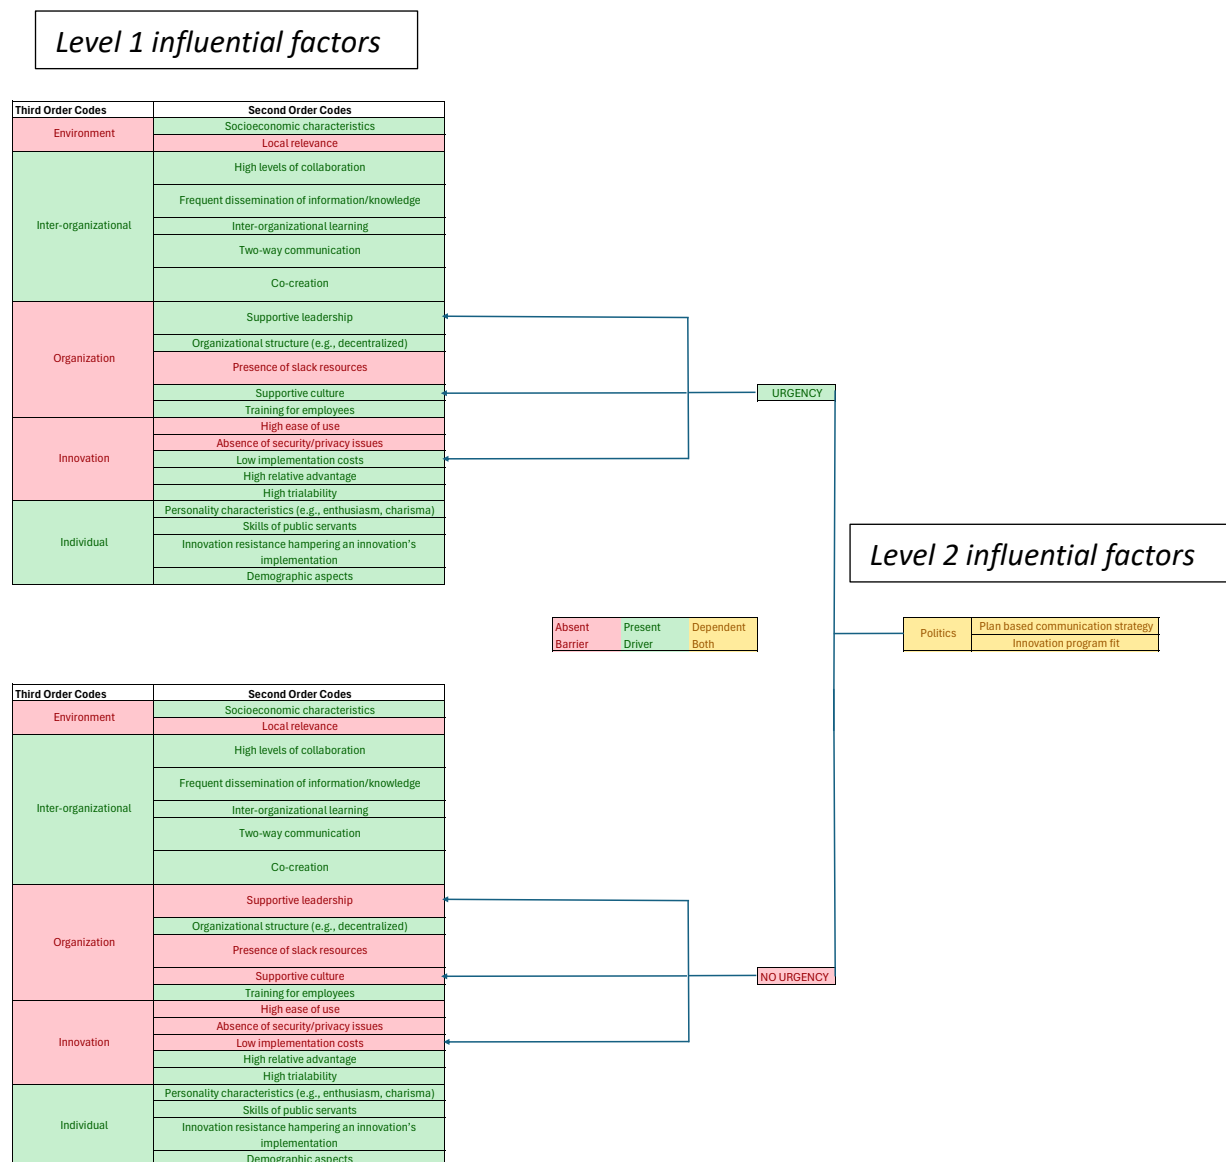 Level 1 influential factors
Third Order Codes Second Order Codes
Environment
Socioeconomic characteristics
Local relevance
Inter-organizational
High levels of collaboration
Frequent dissemination of information/knowledge
Inter-organizational learning
Two-way communication
Co-creation
Organization
Supportive leadership
Organizational structure (e.g., decentralized)
Presence of slack resources
Supportive culture
Training for employees
Innovation
High ease of use
Absence of security/privacy issues
Low implementation costs
High relative advantage
High trialability
Individual
Personality characteristics (e.g., enthusiasm, charisma)
Skills of public servants
Innovation resistance hampering an innovation's
implementation
Demographic aspects
URGENCY
Level 2 influential factors
Absent Present Dependent
Barrier Driver Both
Politics
Plan based communication strategy
Innovation program fit
Third Order Codes Second Order Codes
Environment
Socioeconomic characteristics
Local relevance
Inter-organizational
High levels of collaboration
Frequent dissemination of information/knowledge
Inter-organizational learning
Two-way communication
Co-creation
Organization
Supportive leadership
Organizational structure (e.g., decentralized)
Presence of slack resources
Supportive culture
Training for employees
NO URGENCY
Innovation
High ease of use
Absence of security/privacy issues
Low implementation costs
High relative advantage
High trialability
Individual
Personality characteristics (e.g., enthusiasm, charisma)
Skills of public servants
Innovation resistance hampering an innovation's
implementation
Demographic aspects